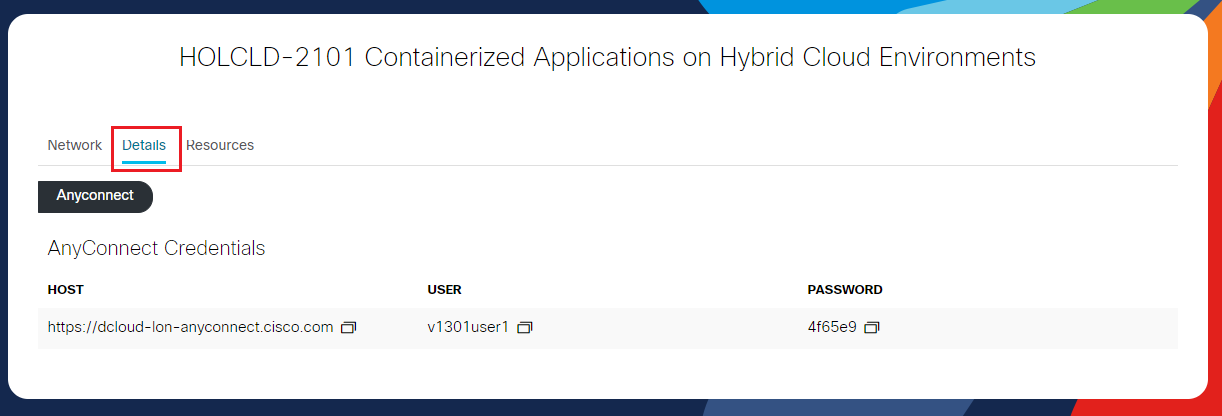 HOLCLD-2101 Containerized Applications on Hybrid Cloud Environments
Network Details Resources
Anyconnect
AnyConnect Credentials
HOST USER PASSWORD
https://dcloud-lon-anyconnect.cisco.com v1301user1 4f65e9